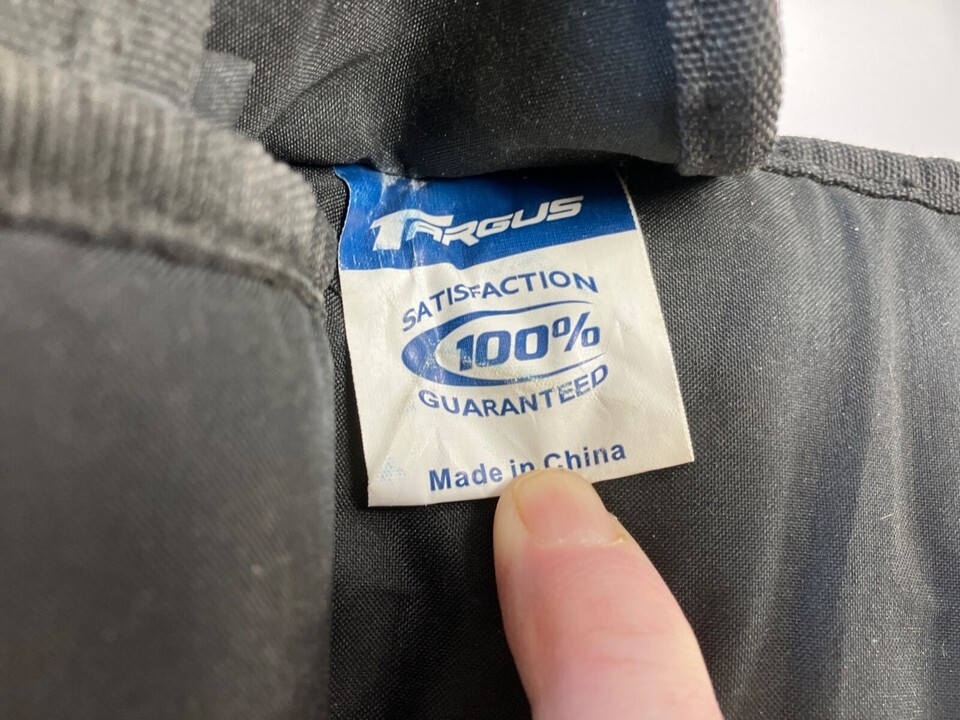 TARGUS
SATISFACTION
100%
GUARANTEED
Made in China